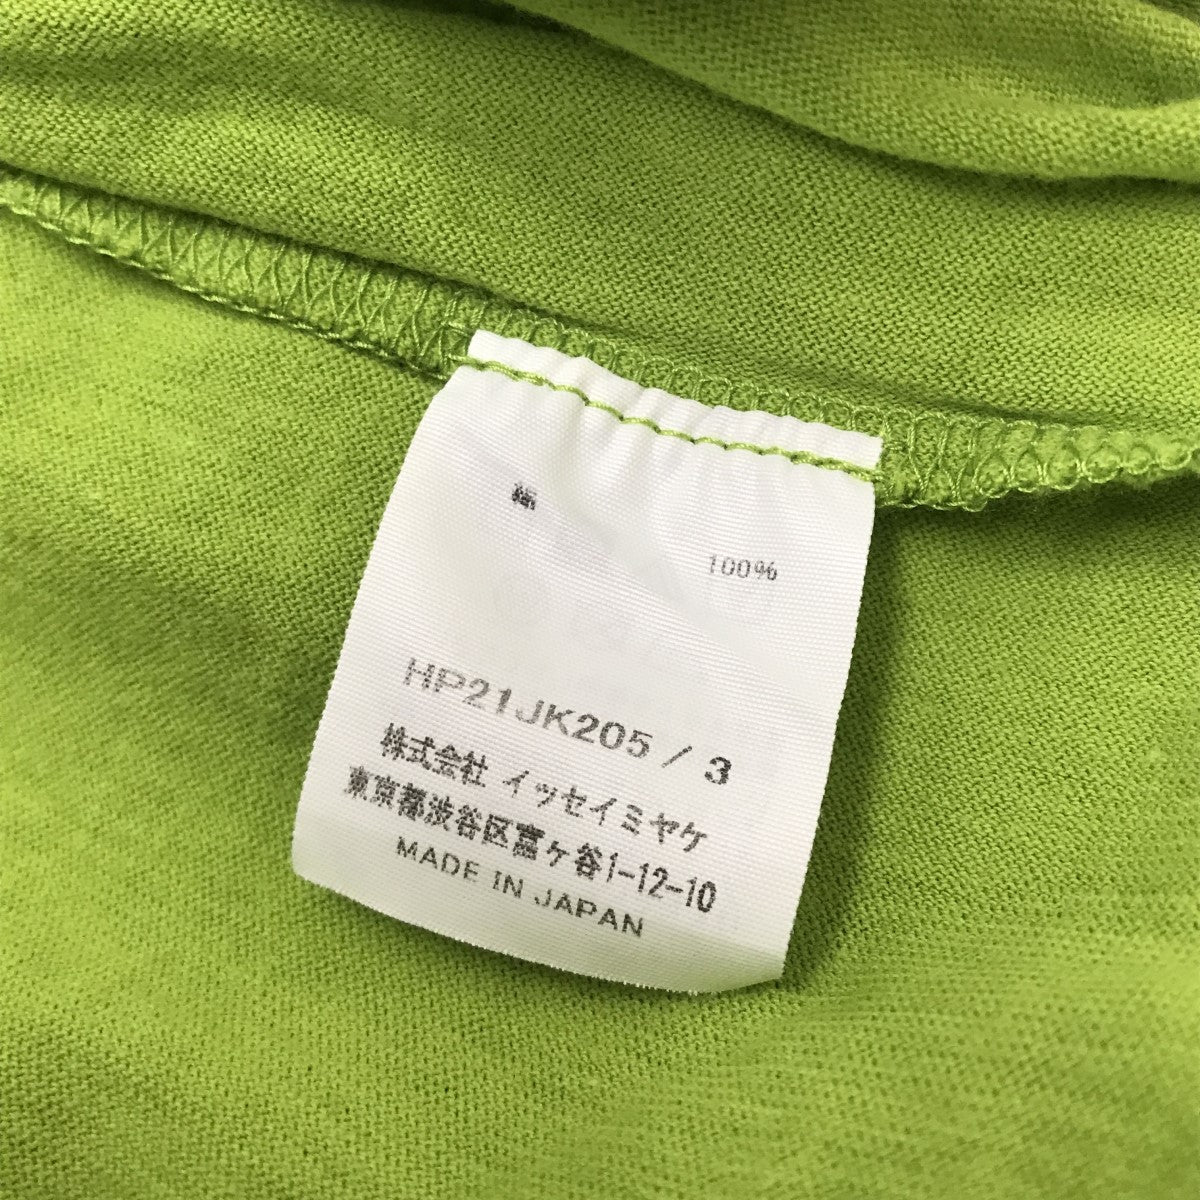 綿
100%
HP21JK205 / 3
株式会社 イッセイミヤケ
東京都渋谷区富ヶ谷1-12-10
MADE IN JAPAN